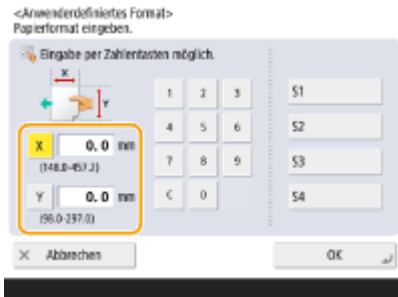 <Anwenderdefiniertes Format>
Papierformat eingeben.
Eingabe per Zahlentasten möglich.
X
Y
1 2 3 S1
4 5 6 S2
X 0.0 mm
(148.0-457.2)
7 8 9 S3
Y 0.0 mm
C 0 S4
(98.0-297.0)
× Abbrechen OK